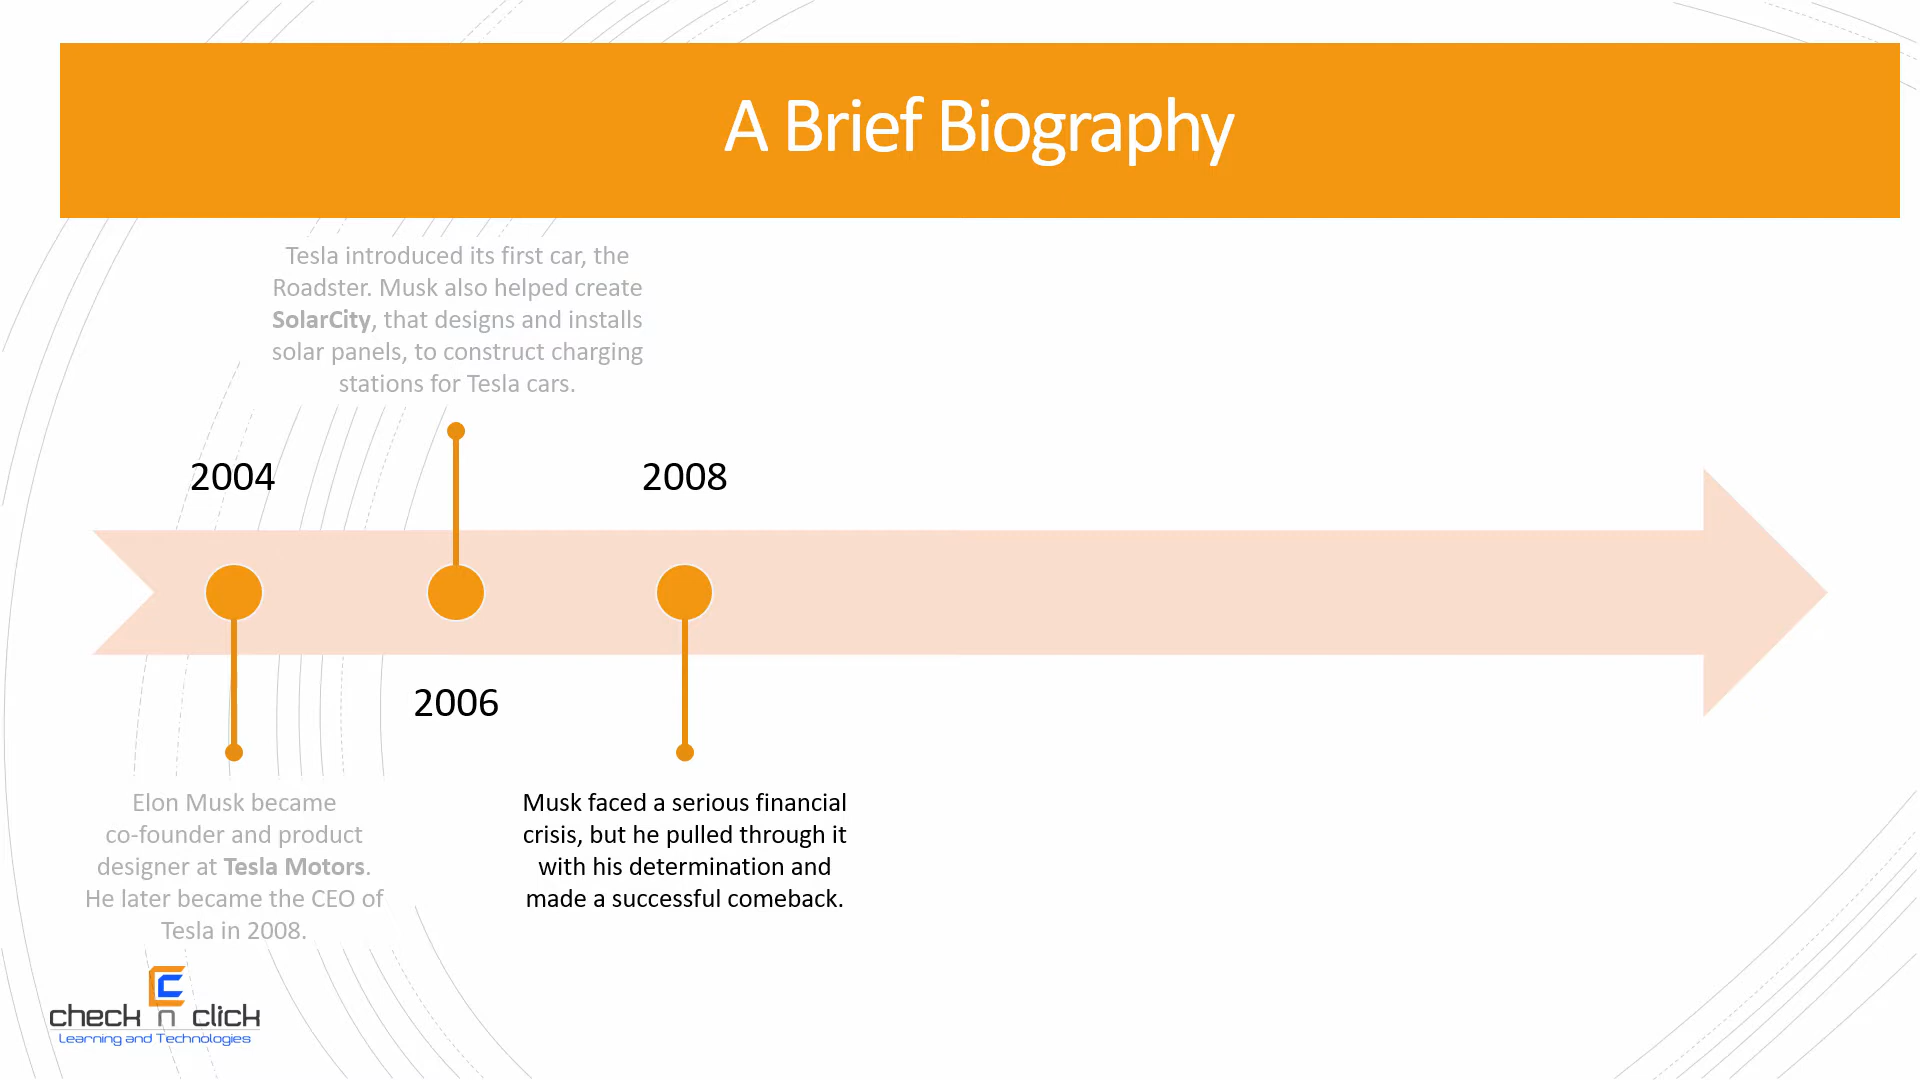 A Brief Biography
Tesla introduced its first car, the
Roadster. Musk also helped create
SolarCity, that designs and installs
solar panels, to construct charging
stations for Tesla cars.
2004
2008
2006
Elon Musk became
co-founder and product
designer at Tesla Motors.
He later became the CEO of
Tesla in 2008.
Musk faced a serious financial
crisis, but he pulled through it
with his determination and
made a successful comeback.
check n click
Learning and Technologies